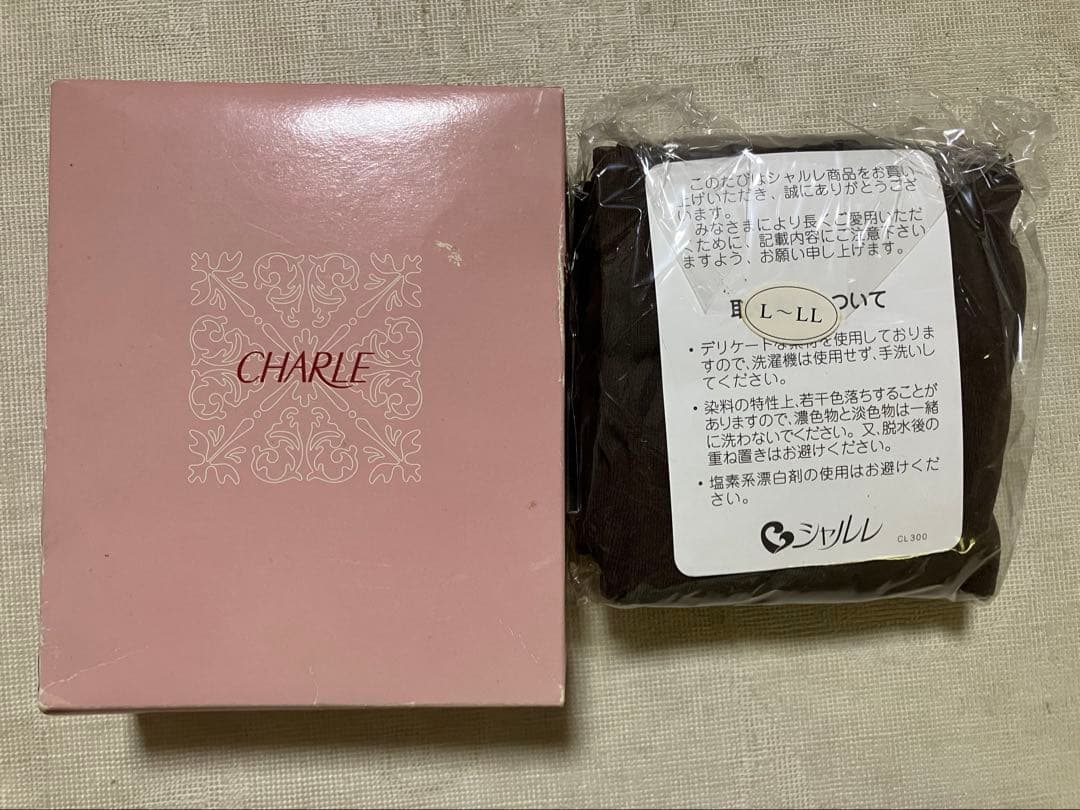 CHARLE
このたびはシャルレ商品をお買い
上げいただき、誠にありがとうござ
います。
みなさまにより長くご愛用いただ
くために、記載内容にご注意下さい
ますよう、お願い申し上げます。
取
ついて
L～LL
・デリケートな素材を使用しておりま
すので、洗濯機は使用せず、手洗いし
てください。
・染料の特性上、若干色落ちすることが
ありますので、濃色物と淡色物は一緒
に洗わないでください。又、脱水後の
重ね置きはお避けください。
・塩素系漂白剤の使用はお避けくだ
さい。
シャルレ
CL300